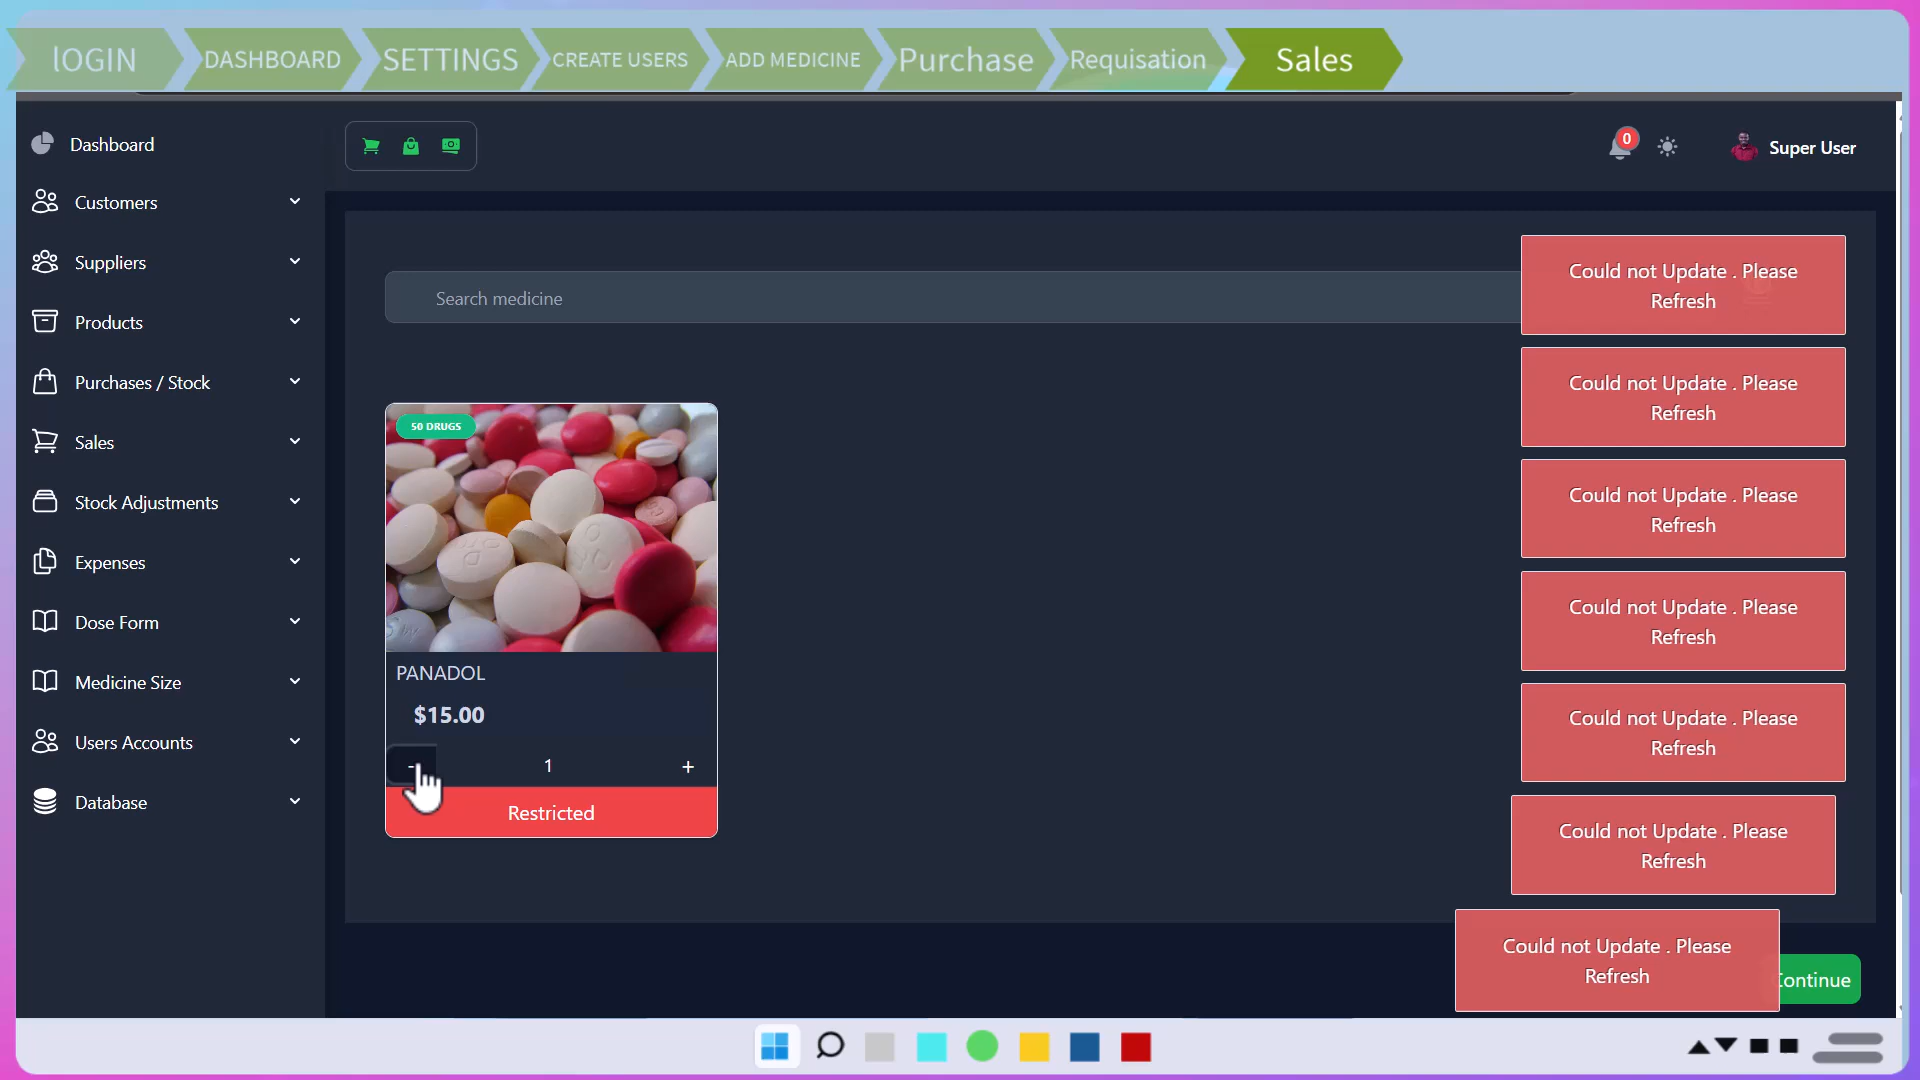 lOGIN
DASHBOARD
SETTINGS
CREATE USERS
ADD MEDICINE
Purchase
Requisation
Sales
Dashboard
0
Super User
Customers
Suppliers
Products
Purchases / Stock
Sales
Stock Adjustments
Expenses
Dose Form
Medicine Size
Users Accounts
Database
Search medicine
50 DRUGS
PANADOL
$15.00
- 1 +
Restricted
Could not Update . Please
Refresh
Could not Update . Please
Refresh
Could not Update . Please
Refresh
Could not Update . Please
Refresh
Could not Update . Please
Refresh
Could not Update . Please
Refresh
Could not Update . Please
Refresh
Continue